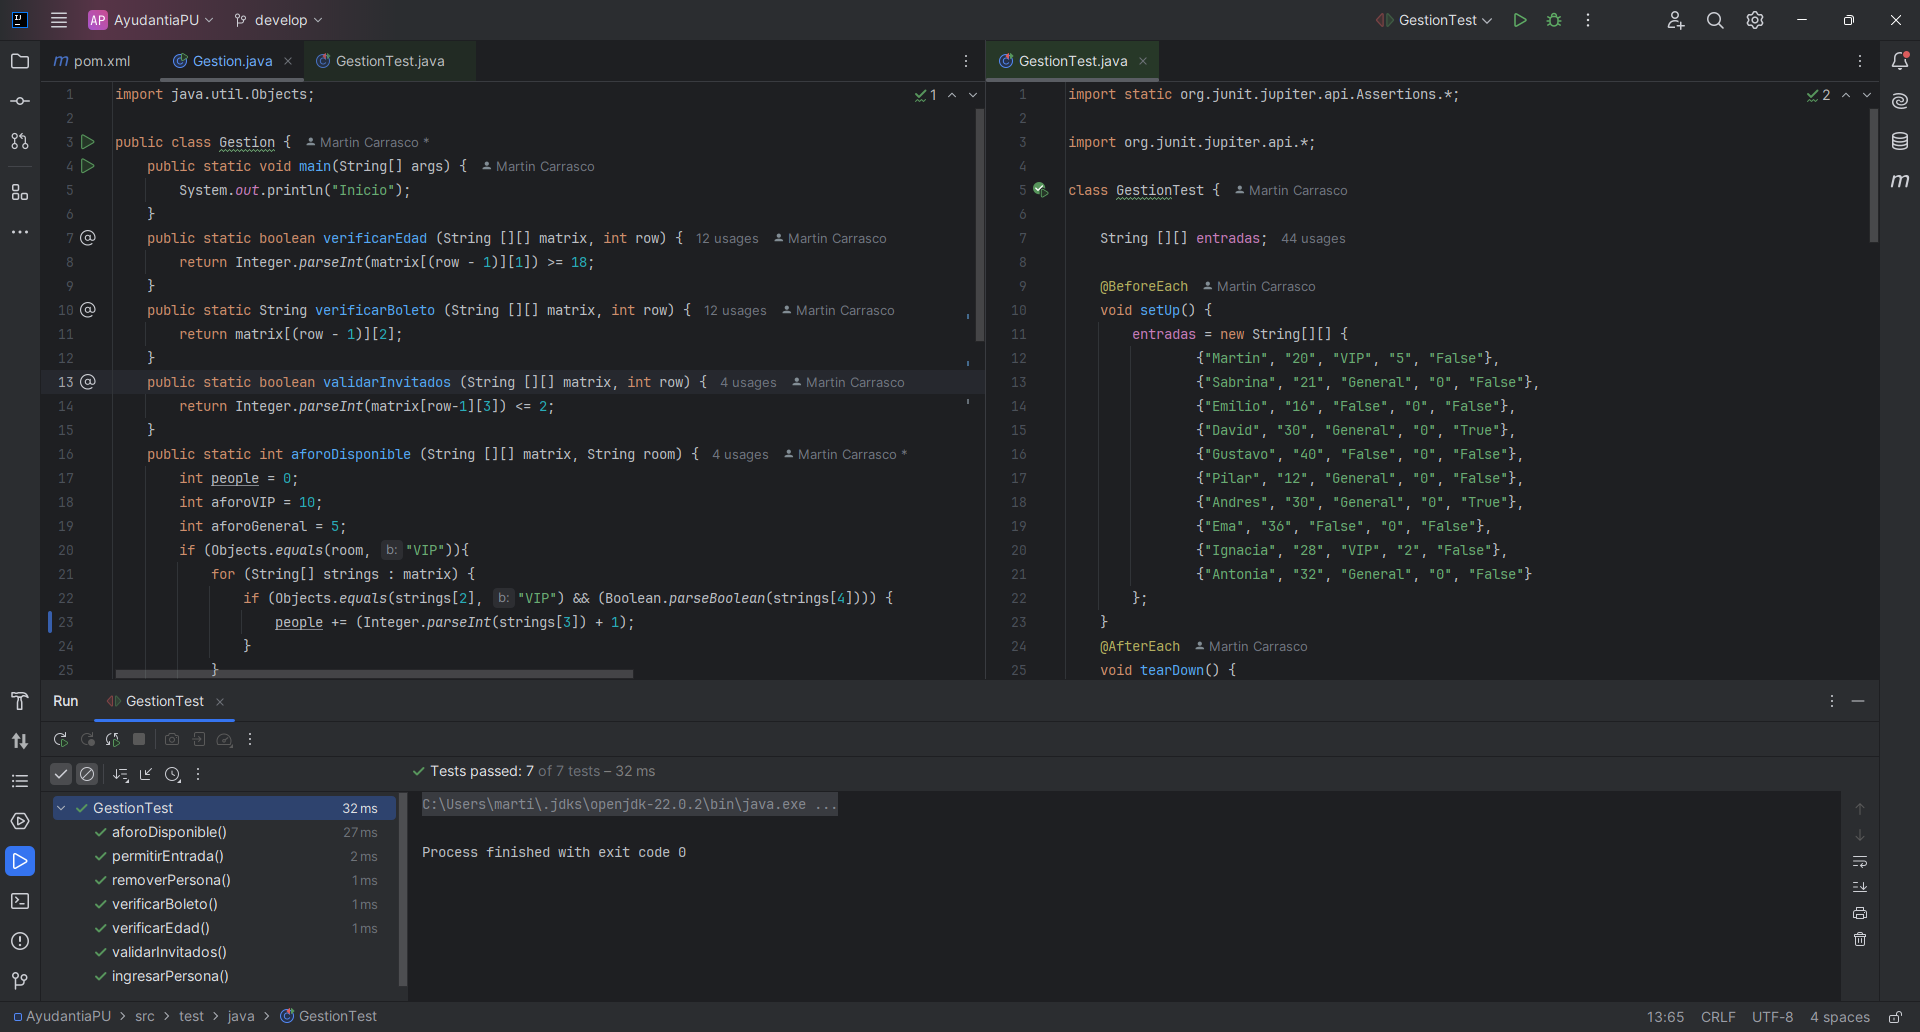 AP AyudantiaPU develop GestionTest
pom.xml Gestion.java GestionTest.java
1 import java.util.Objects; 1
2
3 public class Gestion { Martin Carrasco *
4 public static void main(String[] args) { Martin Carrasco
5 System.out.println("Inicio");
6 }
7 public static boolean verificarEdad (String [][] matrix, int row) { 12 usages Martin Carrasco
8 return Integer.parseInt(matrix[(row - 1)][1]) >= 18;
9 }
10 public static String verificarBoleto (String [][] matrix, int row) { 12 usages Martin Carrasco
11 return matrix[(row - 1)][2];
12 }
13 public static boolean validarInvitados (String [][] matrix, int row) { 4 usages Martin Carrasco
14 return Integer.parseInt(matrix[row-1][3]) <= 2;
15 }
16 public static int aforoDisponible (String [][] matrix, String room) { 4 usages Martin Carrasco *
17 int people = 0;
18 int aforoVIP = 10;
19 int aforoGeneral = 5;
20 if (Objects.equals(room, b: "VIP")){
21 for (String[] strings : matrix) {
22 if (Objects.equals(strings[2], b: "VIP") && (Boolean.parseBoolean(strings[4]))) {
23 people += (Integer.parseInt(strings[3]) + 1);
24 }
25 }
GestionTest.java
1 import static org.junit.jupiter.api.Assertions.*; 2
2
3 import org.junit.jupiter.api.*;
4
5 class GestionTest { Martin Carrasco
6
7 String [][] entradas; 44 usages
8
9 @BeforeEach Martin Carrasco
10 void setUp() {
11 entradas = new String[][] {
12 {"Martin", "20", "VIP", "5", "False"},
13 {"Sabrina", "21", "General", "0", "False"},
14 {"Emilio", "16", "False", "0", "False"},
15 {"David", "30", "General", "0", "True"},
16 {"Gustavo", "40", "False", "0", "False"},
17 {"Pilar", "12", "General", "0", "False"},
18 {"Andres", "30", "General", "0", "True"},
19 {"Ema", "36", "False", "0", "False"},
20 {"Ignacia", "28", "VIP", "2", "False"},
21 {"Antonia", "32", "General", "0", "False"}
22 };
23 }
24 @AfterEach Martin Carrasco
25 void tearDown() {
Run GestionTest
Tests passed: 7 of 7 tests – 32 ms
GestionTest 32 ms
aforoDisponible() 27 ms
permitirEntrada() 2 ms
removerPersona() 1 ms
verificarBoleto() 1 ms
verificarEdad() 1 ms
validarInvitados()
ingresarPersona()
C:\Users\marti\.jdks\openjdk-22.0.2\bin\java.exe ...
Process finished with exit code 0
AyudantiaPU > src > test > java > GestionTest
13:65 CRLF UTF-8 4 spaces